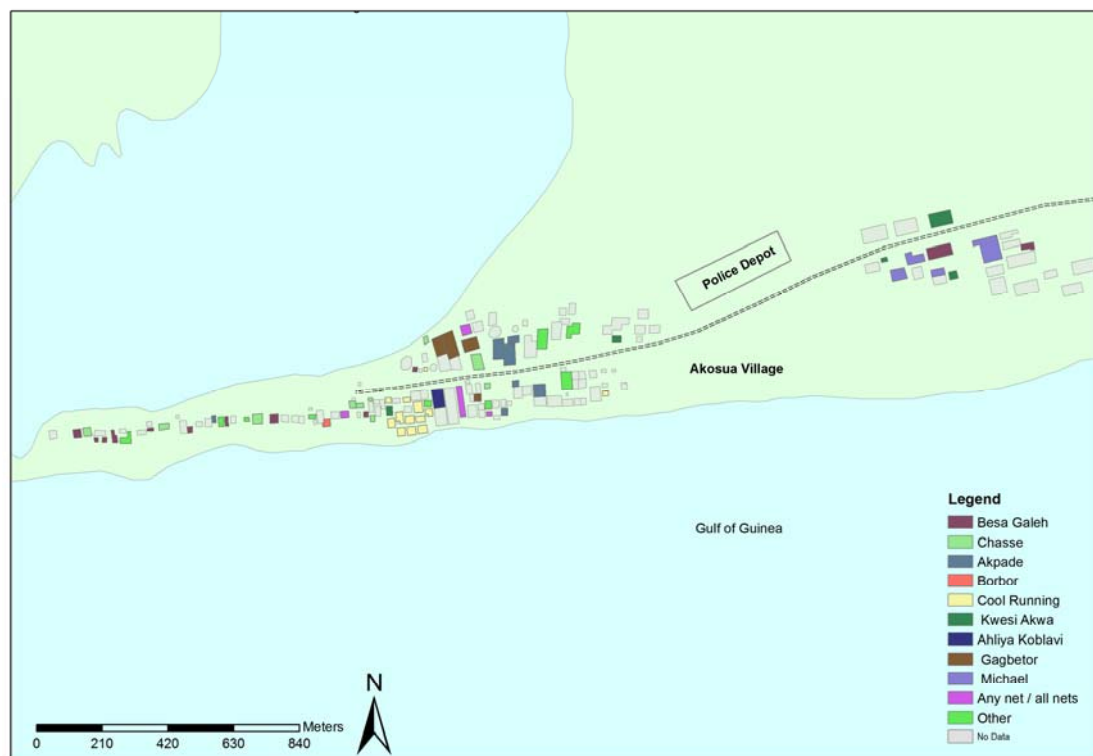 Police Depot
Akosua Village
Gulf of Guinea
Legend
Besa Galeh
Chasse
Akpade
Borbor
Cool Running
Kwesi Akwa
Ahliya Koblavi
Gagbetor
Michael
Any net / all nets
Other
No Data
N
Meters
0 210 420 630 840